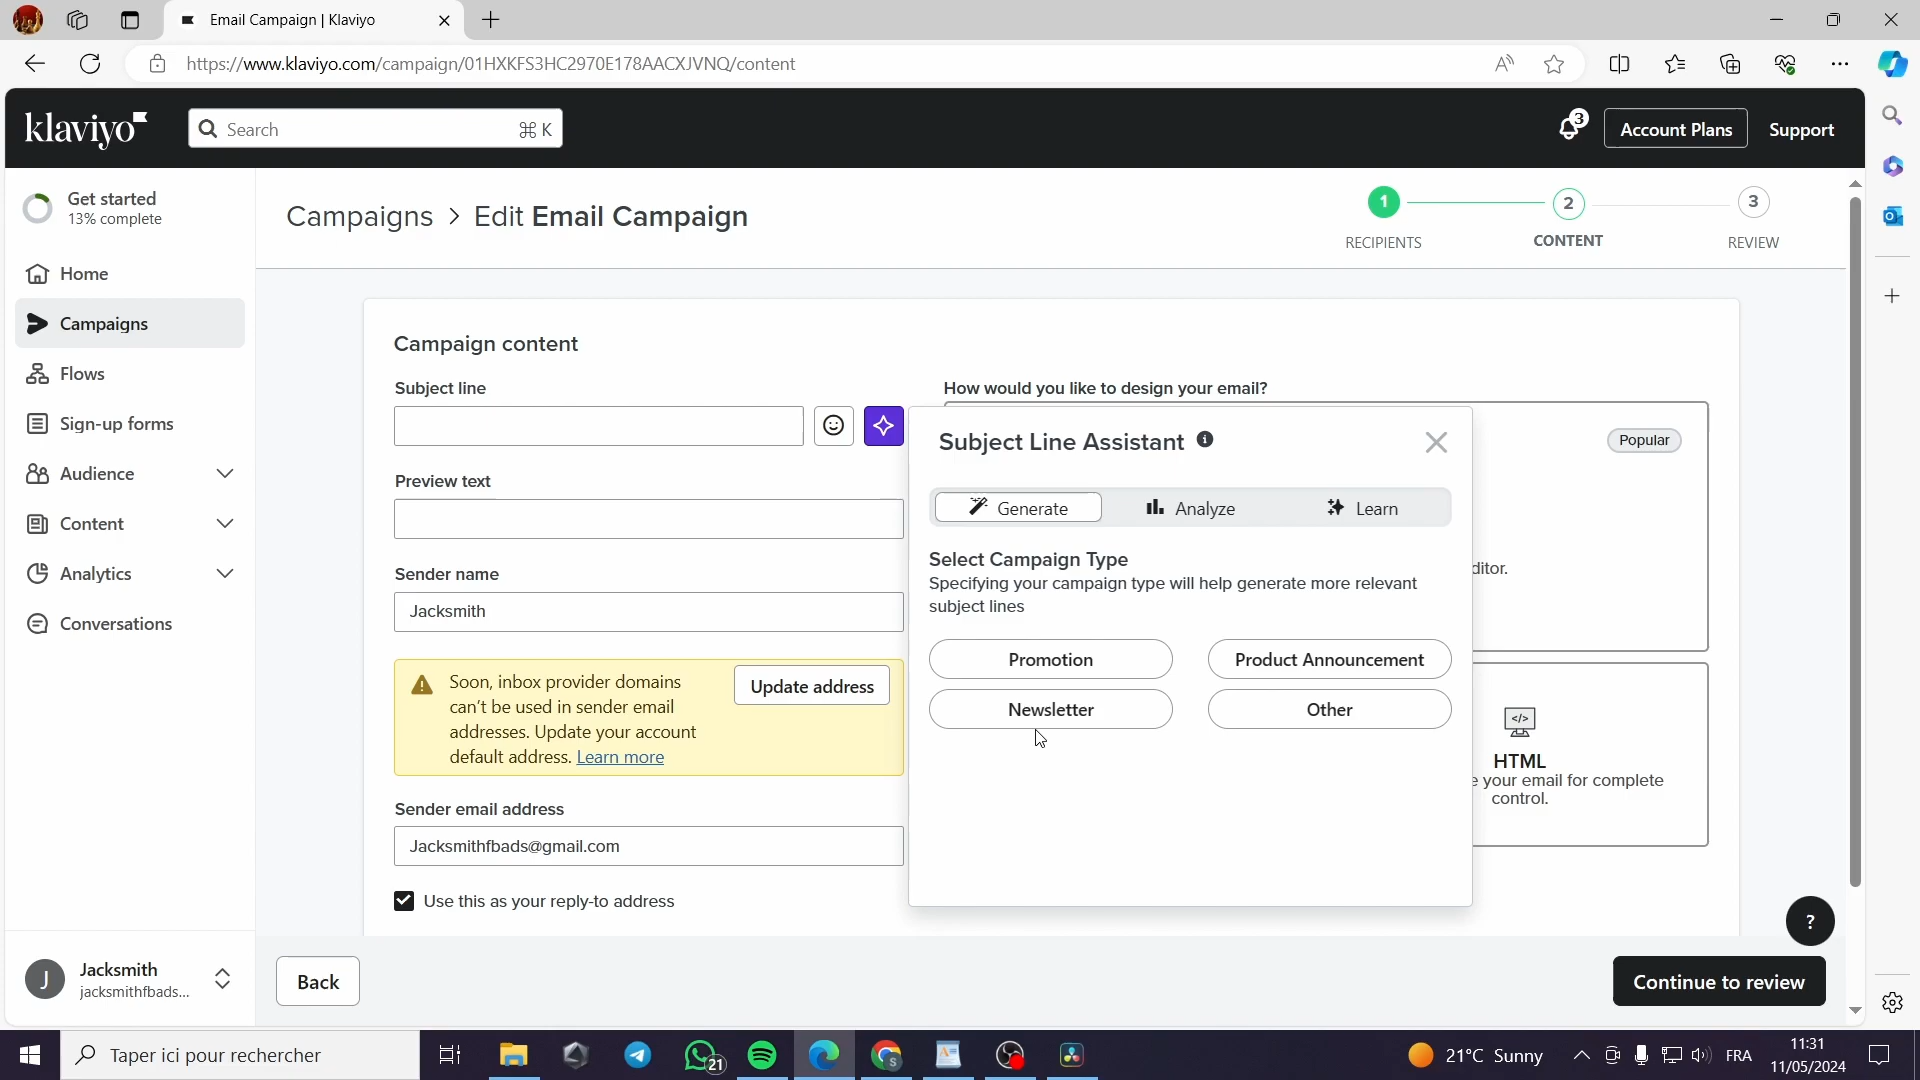 Email Campaign | Klaviyo
https://www.klaviyo.com/campaign/01HXKFS3HC2970E178AACXJVNQ/content
klaviyo
Search
⌘ K
3
Account Plans
Support
Get started
13% complete
Home
Campaigns
Flows
Sign-up forms
Audience
Content
Analytics
Conversations
J
Jacksmith
jacksmithfbads...
Campaigns > Edit Email Campaign
1
RECIPIENTS
2
CONTENT
3
REVIEW
Campaign content
Subject line
Preview text
Sender name
Jacksmith
Soon, inbox provider domains
can't be used in sender email
addresses. Update your account
default address. Learn more
Update address
Sender email address
Jacksmithfbads@gmail.com
Use this as your reply-to address
How would you like to design your email?
Popular
ditor.
</>
HTML
e your email for complete
control.
Subject Line Assistant
Generate
Analyze
Learn
Select Campaign Type
Specifying your campaign type will help generate more relevant
subject lines
Promotion
Product Announcement
Newsletter
Other
?
Back
Continue to review
Taper ici pour rechercher
21
21°C Sunny
FRA
11:31
11/05/2024